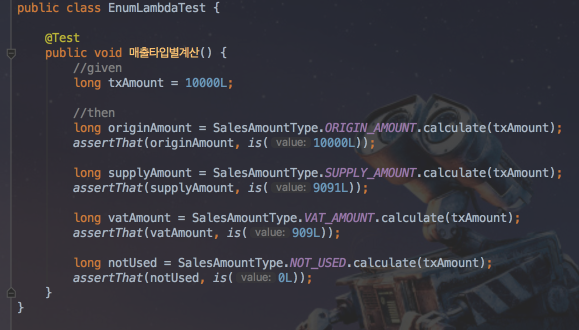 public class EnumLambdaTest {
@Test
public void 매출타입별계산() {
//given
long txAmount = 10000L;
//then
long originAmount = SalesAmountType.ORIGIN_AMOUNT.calculate(txAmount);
assertThat(originAmount, is( value: 10000L));
long supplyAmount = SalesAmountType.SUPPLY_AMOUNT.calculate(txAmount);
assertThat(supplyAmount, is( value: 9091L));
long vatAmount = SalesAmountType.VAT_AMOUNT.calculate(txAmount);
assertThat(vatAmount, is( value: 909L));
long notUsed = SalesAmountType.NOT_USED.calculate(txAmount);
assertThat(notUsed, is( value: 0L));
}
}